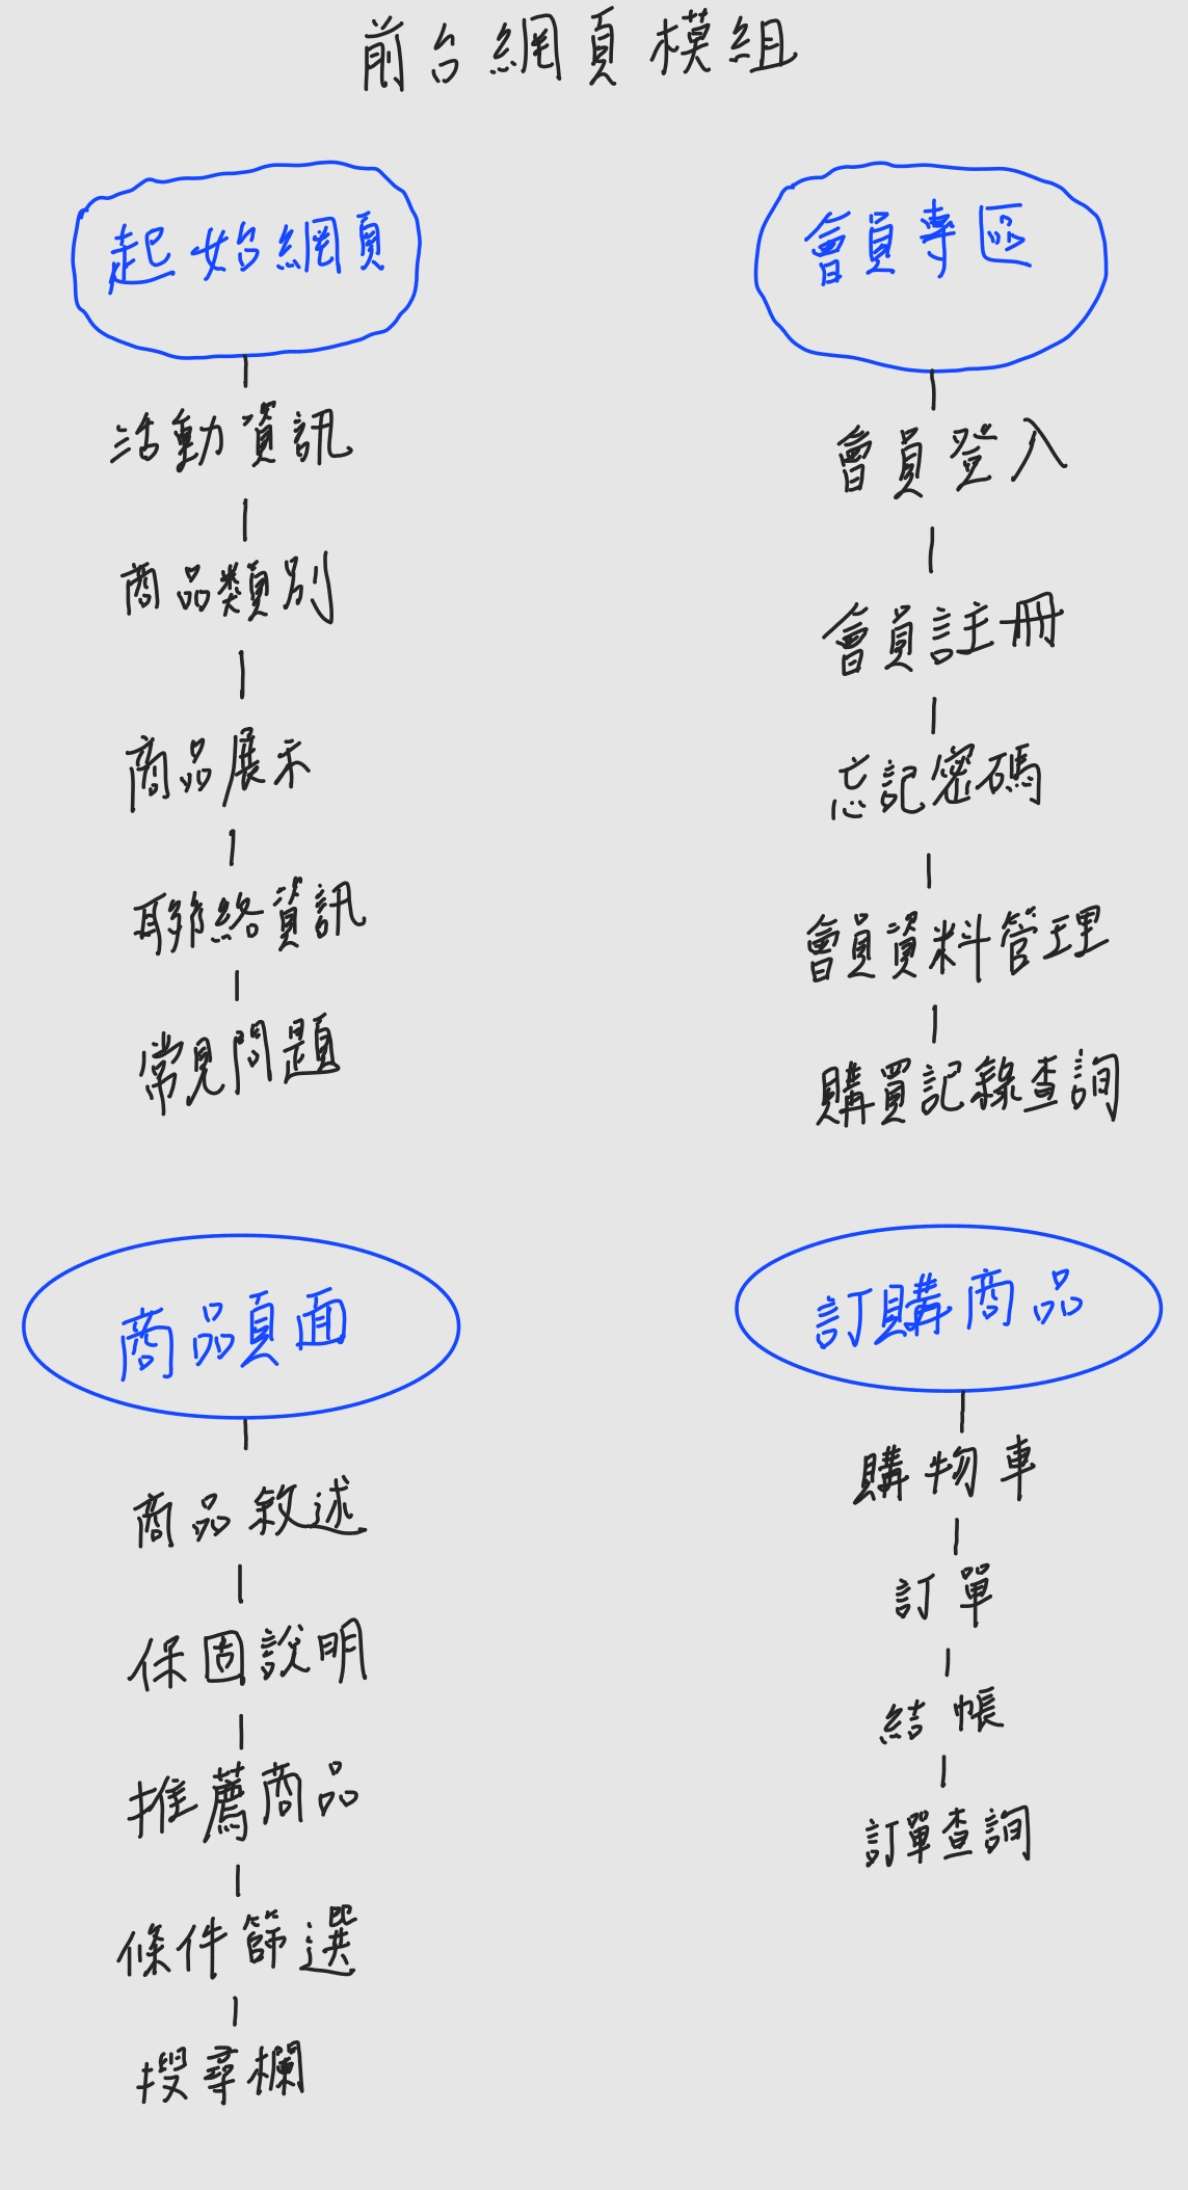 前台網頁模組
起始網頁
活動資訊
商品類別
商品展示
聯絡資訊
常見問題
會員專區
會員登入
會員註冊
忘記密碼
會員資料管理
購買記錄查詢
商品頁面
商品敘述
保固說明
推薦商品
條件篩選
搜尋欄
訂購商品
購物車
訂單
結帳
訂單查詢